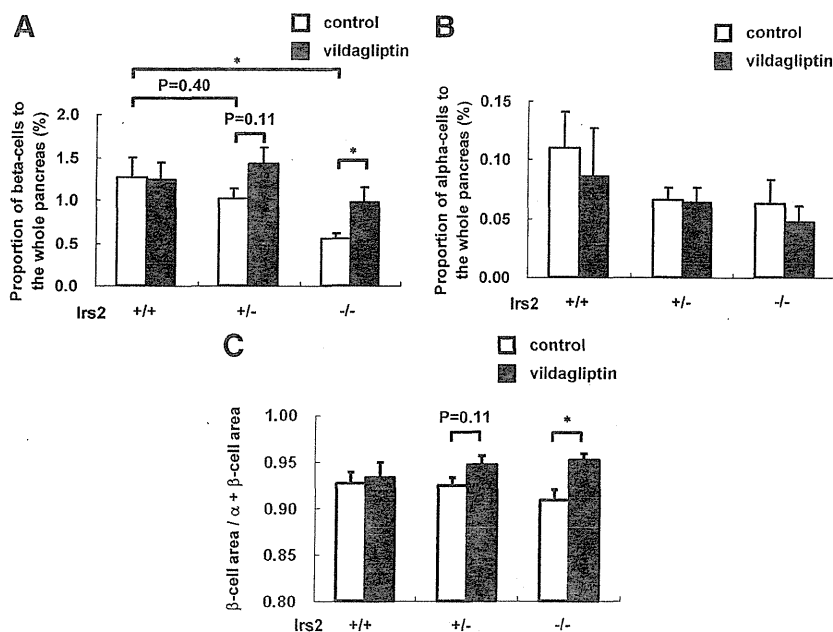 A
control
vildagliptin
*
P=0.40
P=0.11
*
Proportion of beta-cells to
the whole pancreas (%)
2.0
1.5
1.0
0.5
0.0
Irs2 +/+ +/- -/-
B
control
vildagliptin
Proportion of alpha-cells to
the whole pancreas (%)
0.15
0.10
0.05
0.00
Irs2 +/+ +/- -/-
C
control
vildagliptin
P=0.11
*
β-cell area / α + β-cell area
1.00
0.95
0.90
0.85
0.80
Irs2 +/+ +/- -/-